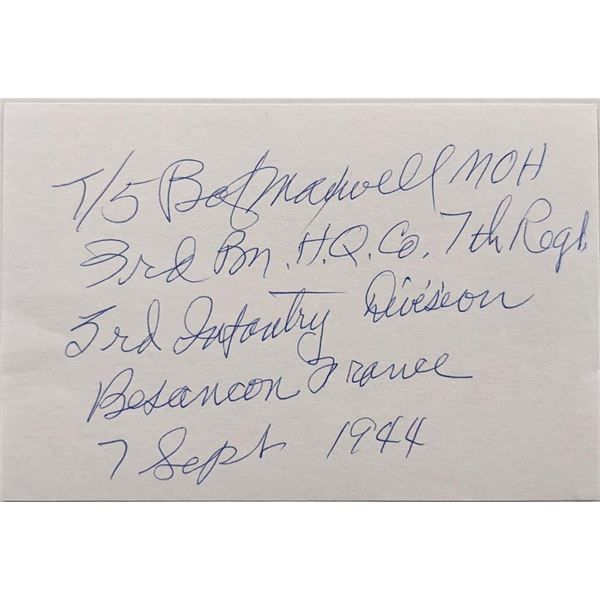 T/5 Bob Maxwell MOH
3rd Bn. H.Q. Co. 7th Regt
3rd Infantry Division
Besancon France
7 Sept 1944